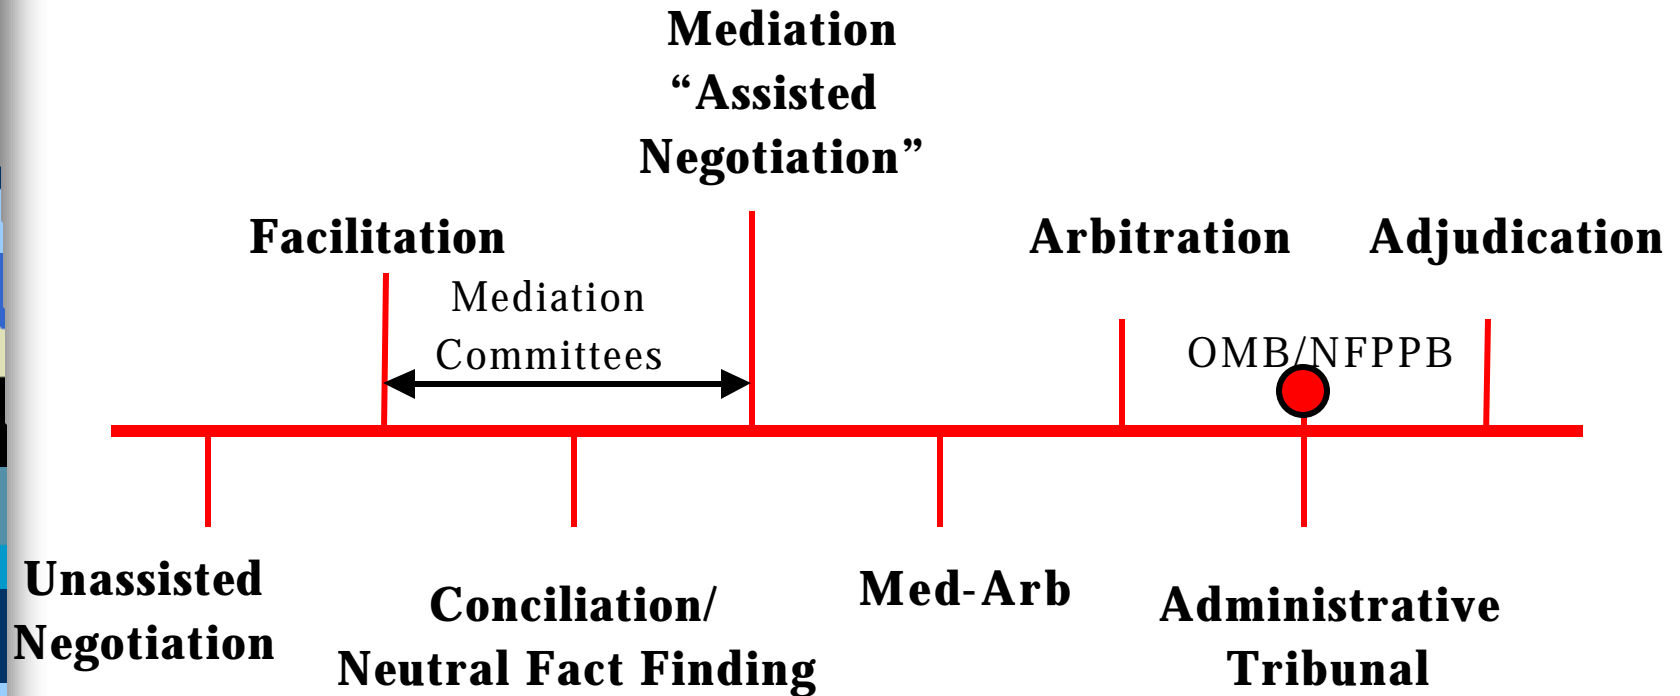 Mediation
“Assisted
Negotiation”
Facilitation
Arbitration
Adjudication
Mediation
Committees
OMB/NFPPB
Unassisted
Negotiation
Conciliation/
Neutral Fact Finding
Med-Arb
Administrative
Tribunal